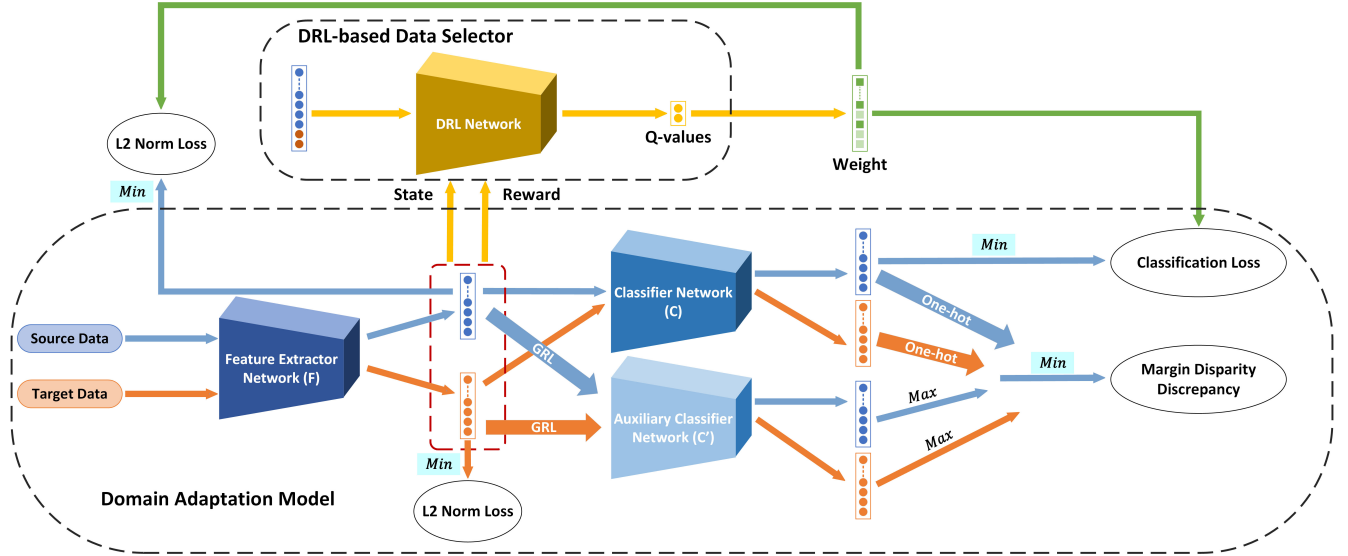 DRL-based Data Selector
DRL Network
Q-values
Weight
L2 Norm Loss
Min
State
Reward
Source Data
Target Data
Feature Extractor
Network (F)
GRL
GRL
Classifier Network
(C)
Auxiliary Classifier
Network (C’)
Min
One-hot
One-hot
Max
Max
Min
Classification Loss
Margin Disparity
Discrepancy
Min
L2 Norm Loss
Domain Adaptation Model